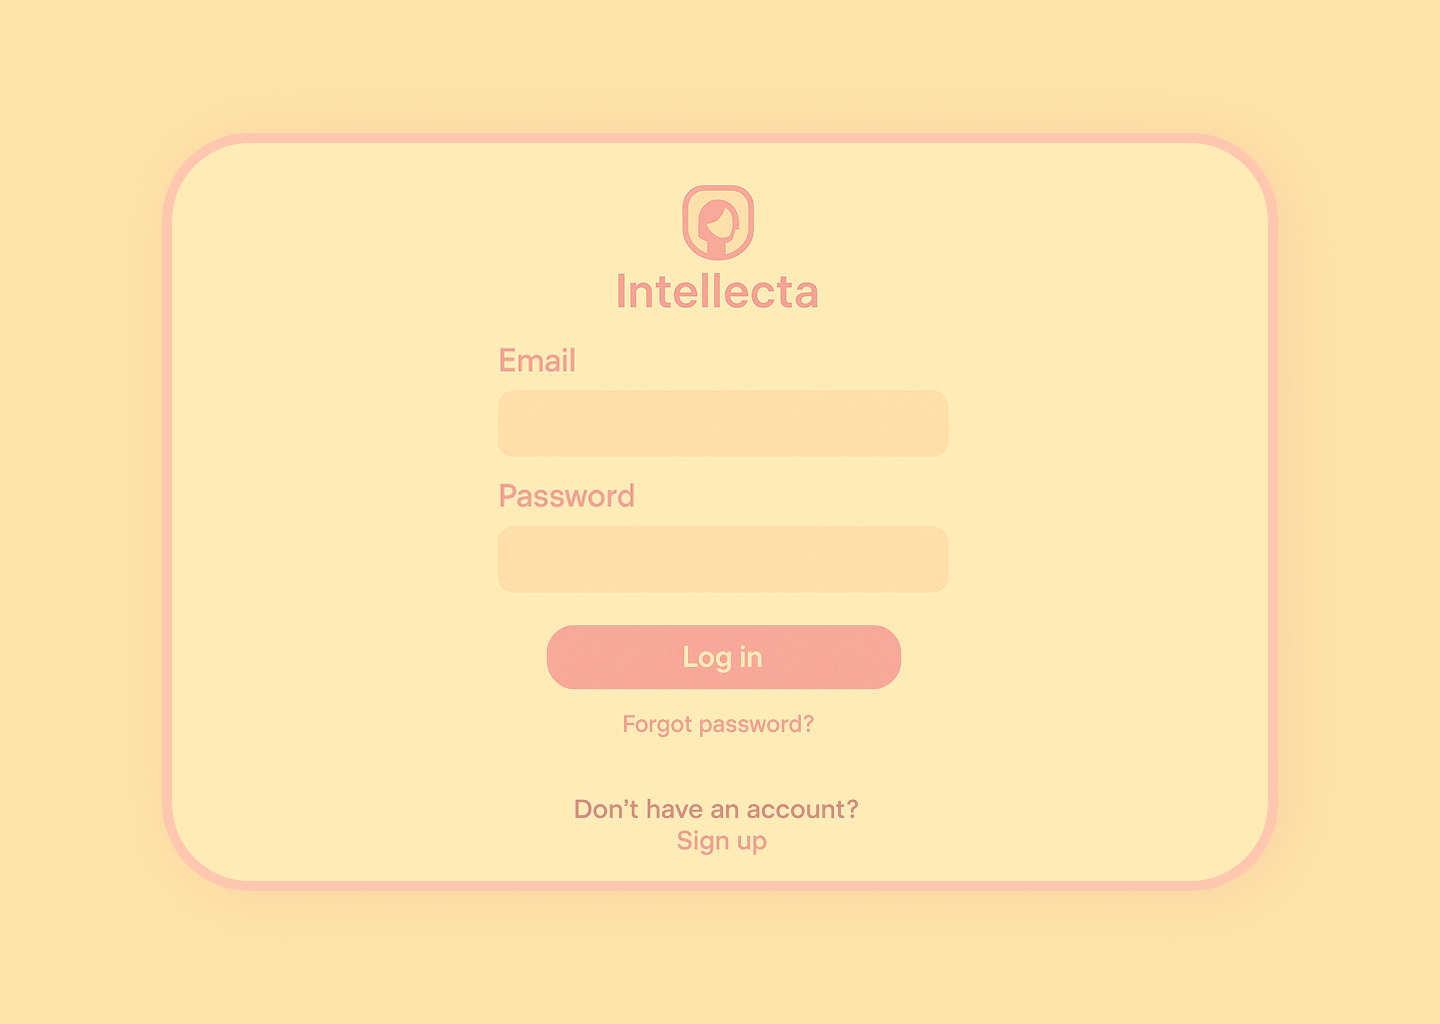 Intellecta
Email
Password
Log in
Forgot password?
Don’t have an account?
Sign up